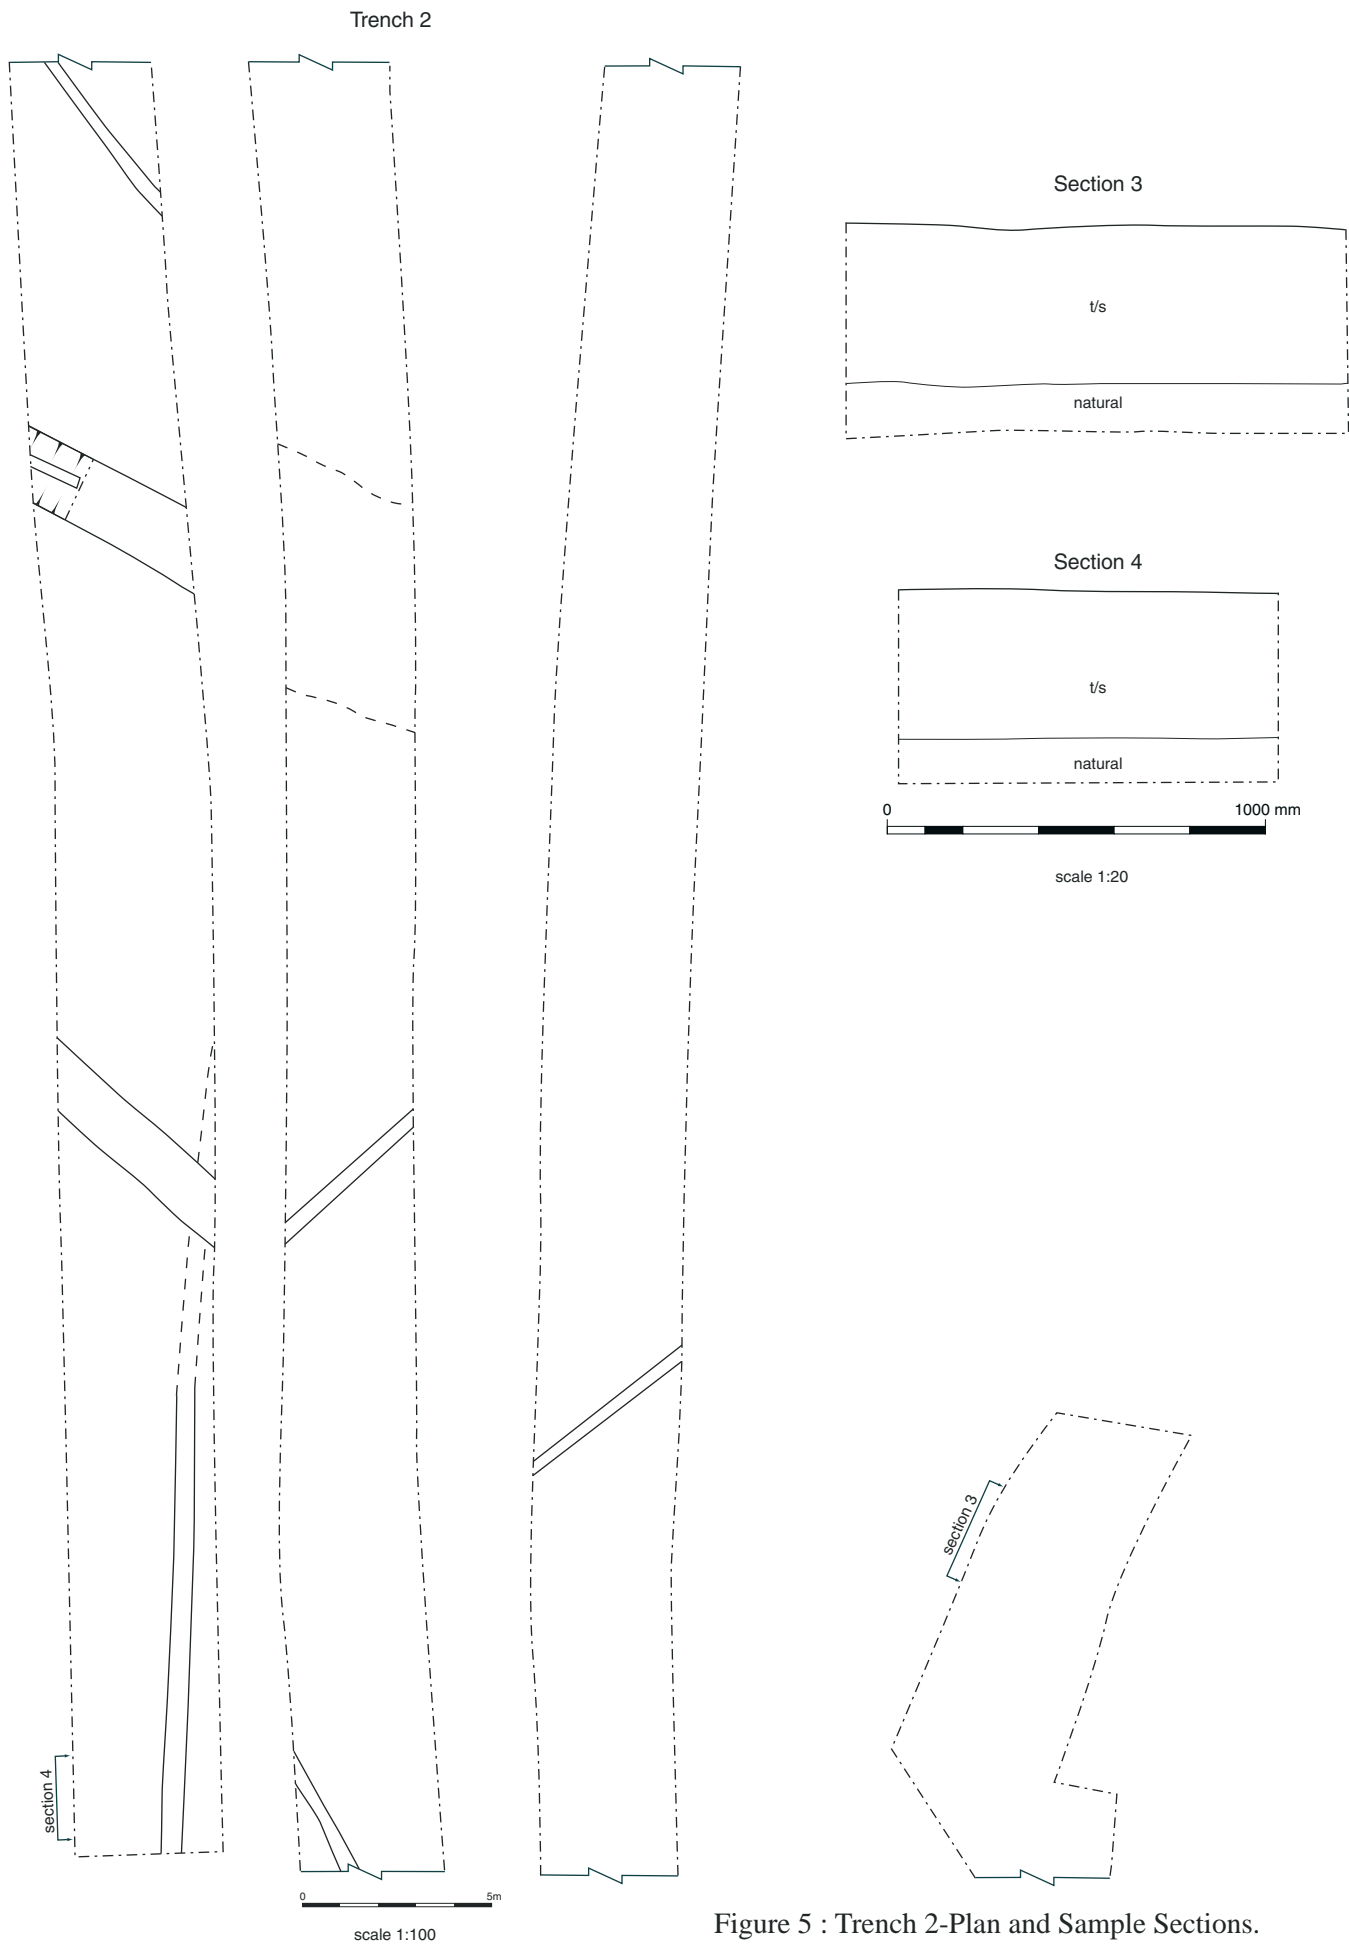 Trench 2
Section 3
t/s
natural
Section 4
t/s
natural
0 1000 mm
scale 1:20
section 3
section 4
0 5m
scale 1:100
Figure 5 : Trench 2-Plan and Sample Sections.